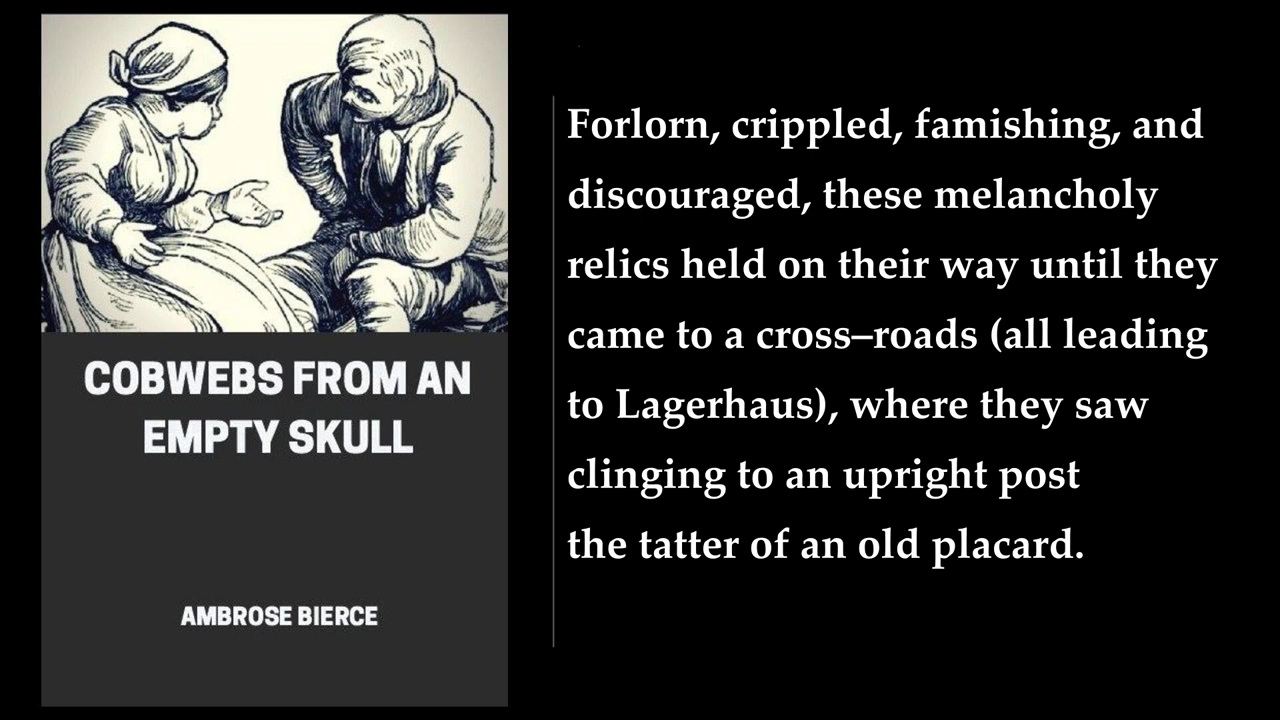 COBWEBS FROM AN
EMPTY SKULL
AMBROSE BIERCE
Forlorn, crippled, famishing, and
discouraged, these melancholy
relics held on their way until they
came to a cross–roads (all leading
to Lagerhaus), where they saw
clinging to an upright post
the tatter of an old placard.